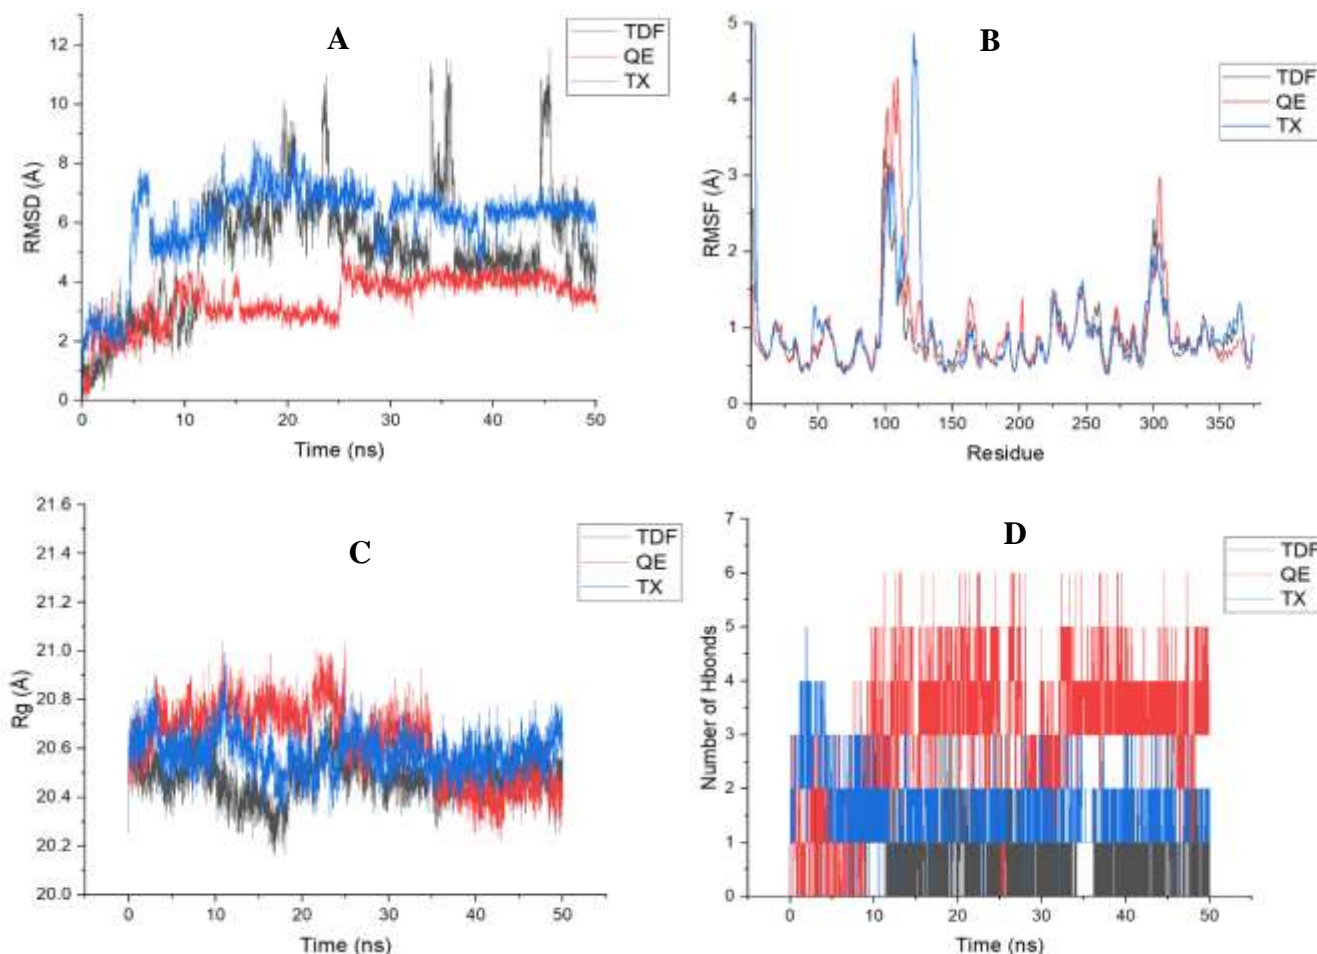 A
TDF
QE
TX
RMSD (Å)
12
10
8
6
4
2
0
0 10 20 30 40 50
Time (ns)
B
TDF
QE
TX
RMSF (Å)
5
4
3
2
1
0
0 50 100 150 200 250 300 350
Residue
C
TDF
QE
TX
Rg (Å)
21.6
21.4
21.2
21.0
20.8
20.6
20.4
20.2
20.0
0 10 20 30 40 50
Time (ns)
D
TDF
QE
TX
Number of Hbonds
7
6
5
4
3
2
1
0
0 10 20 30 40 50
Time (ns)